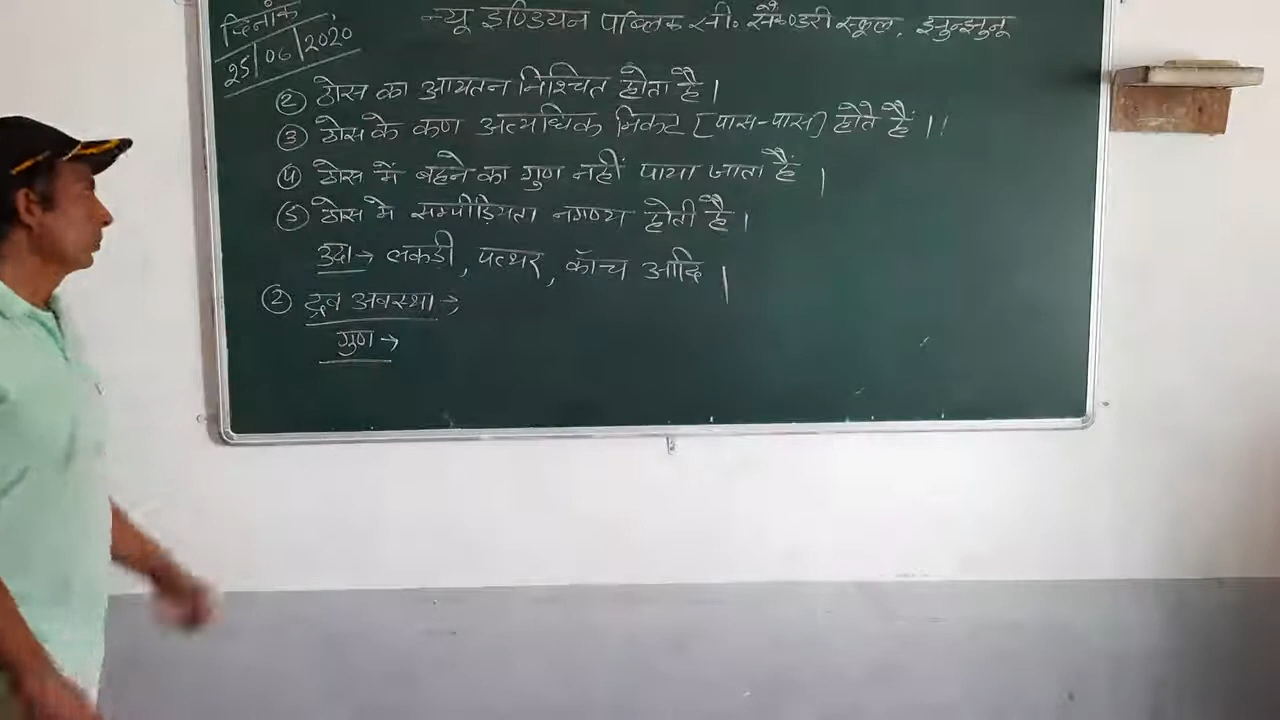 दिनांक
25/06/2020
न्यू इण्डियन पब्लिक सी० सैकण्डरी स्कूल, झुन्झुनू
② ठोस का आयतन निश्चित होता है।
③ ठोस के कण अत्यधिक निकट [पास-पास] होते हैं।
④ ठोस में बहने का गुण नहीं पाया जाता है।
⑤ ठोस मे सम्पीड़ियता नगण्य होती है।
उदा→ लकड़ी, पत्थर, काँच आदि।
② द्रव अवस्था→
गुण→